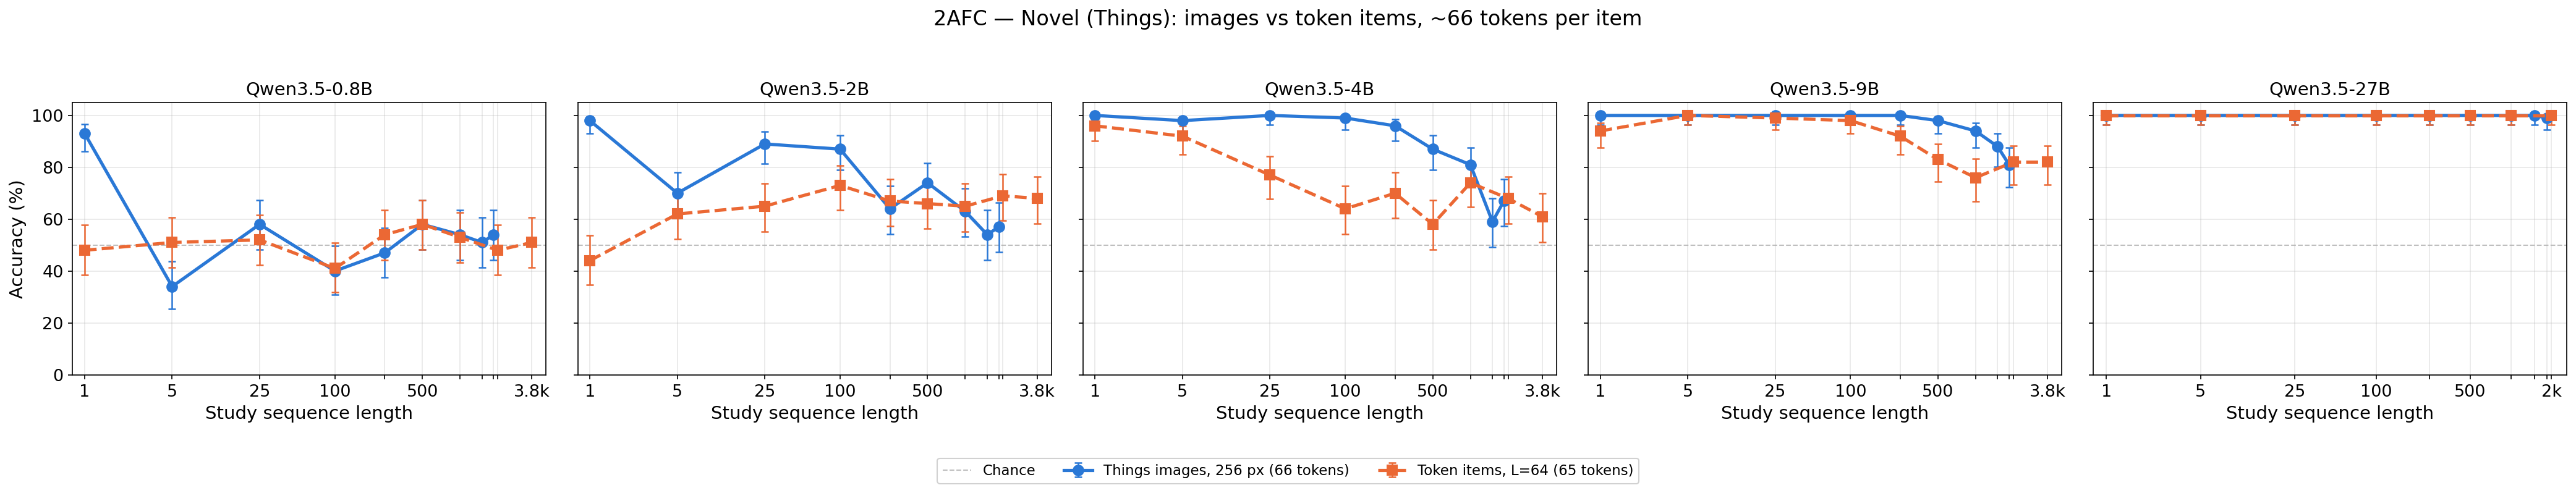 2AFC — Novel (Things): images vs token items, ~66 tokens per item
Qwen3.5-0.8B
Qwen3.5-2B
Qwen3.5-4B
Qwen3.5-9B
Qwen3.5-27B
Accuracy (%)
100
80
60
40
20
0
1 5 25 100 500 3.8k
1 5 25 100 500 3.8k
1 5 25 100 500 3.8k
1 5 25 100 500 3.8k
1 5 25 100 500 2k
Study sequence length
Study sequence length
Study sequence length
Study sequence length
Study sequence length
Chance
Things images, 256 px (66 tokens)
Token items, L=64 (65 tokens)